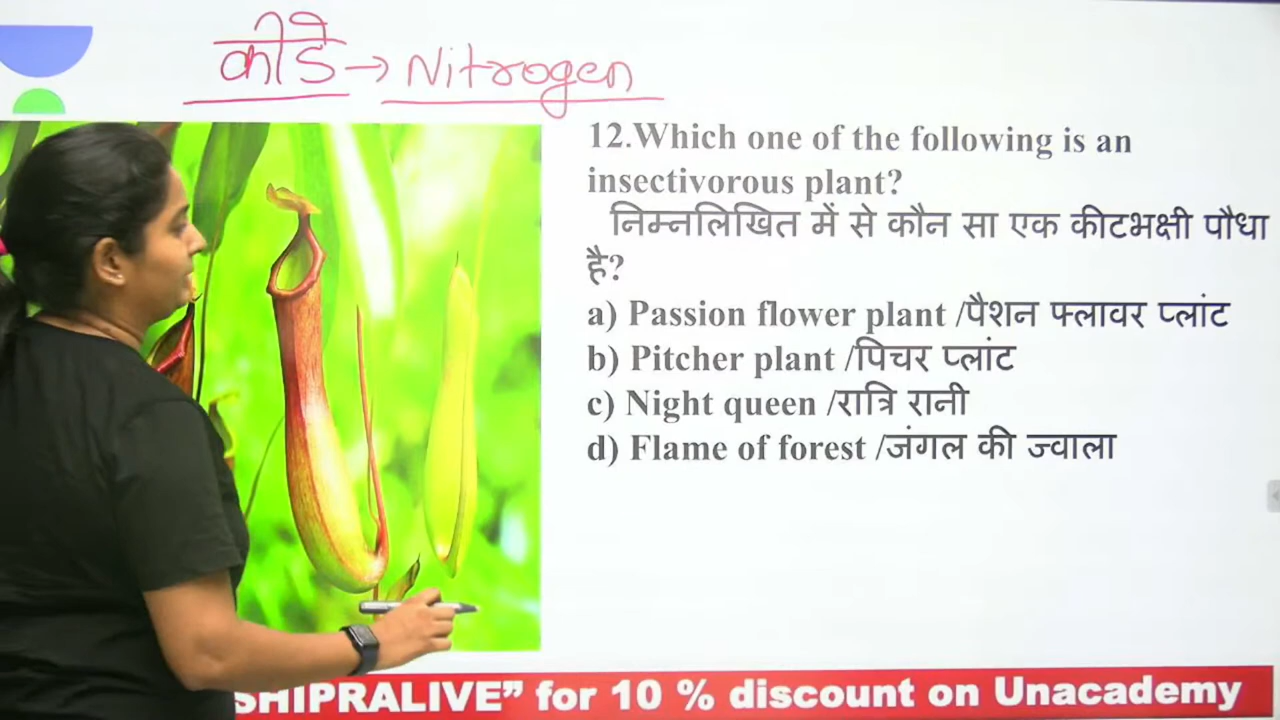 कीड़े → Nitrogen
12.Which one of the following is an
insectivorous plant?
निम्नलिखित में से कौन सा एक कीटभक्षी पौधा
है?
a) Passion flower plant /पैशन फ्लावर प्लांट
b) Pitcher plant /पिचर प्लांट
c) Night queen /रात्रि रानी
d) Flame of forest /जंगल की ज्वाला
SHIPRALIVE” for 10 % discount on Unacademy